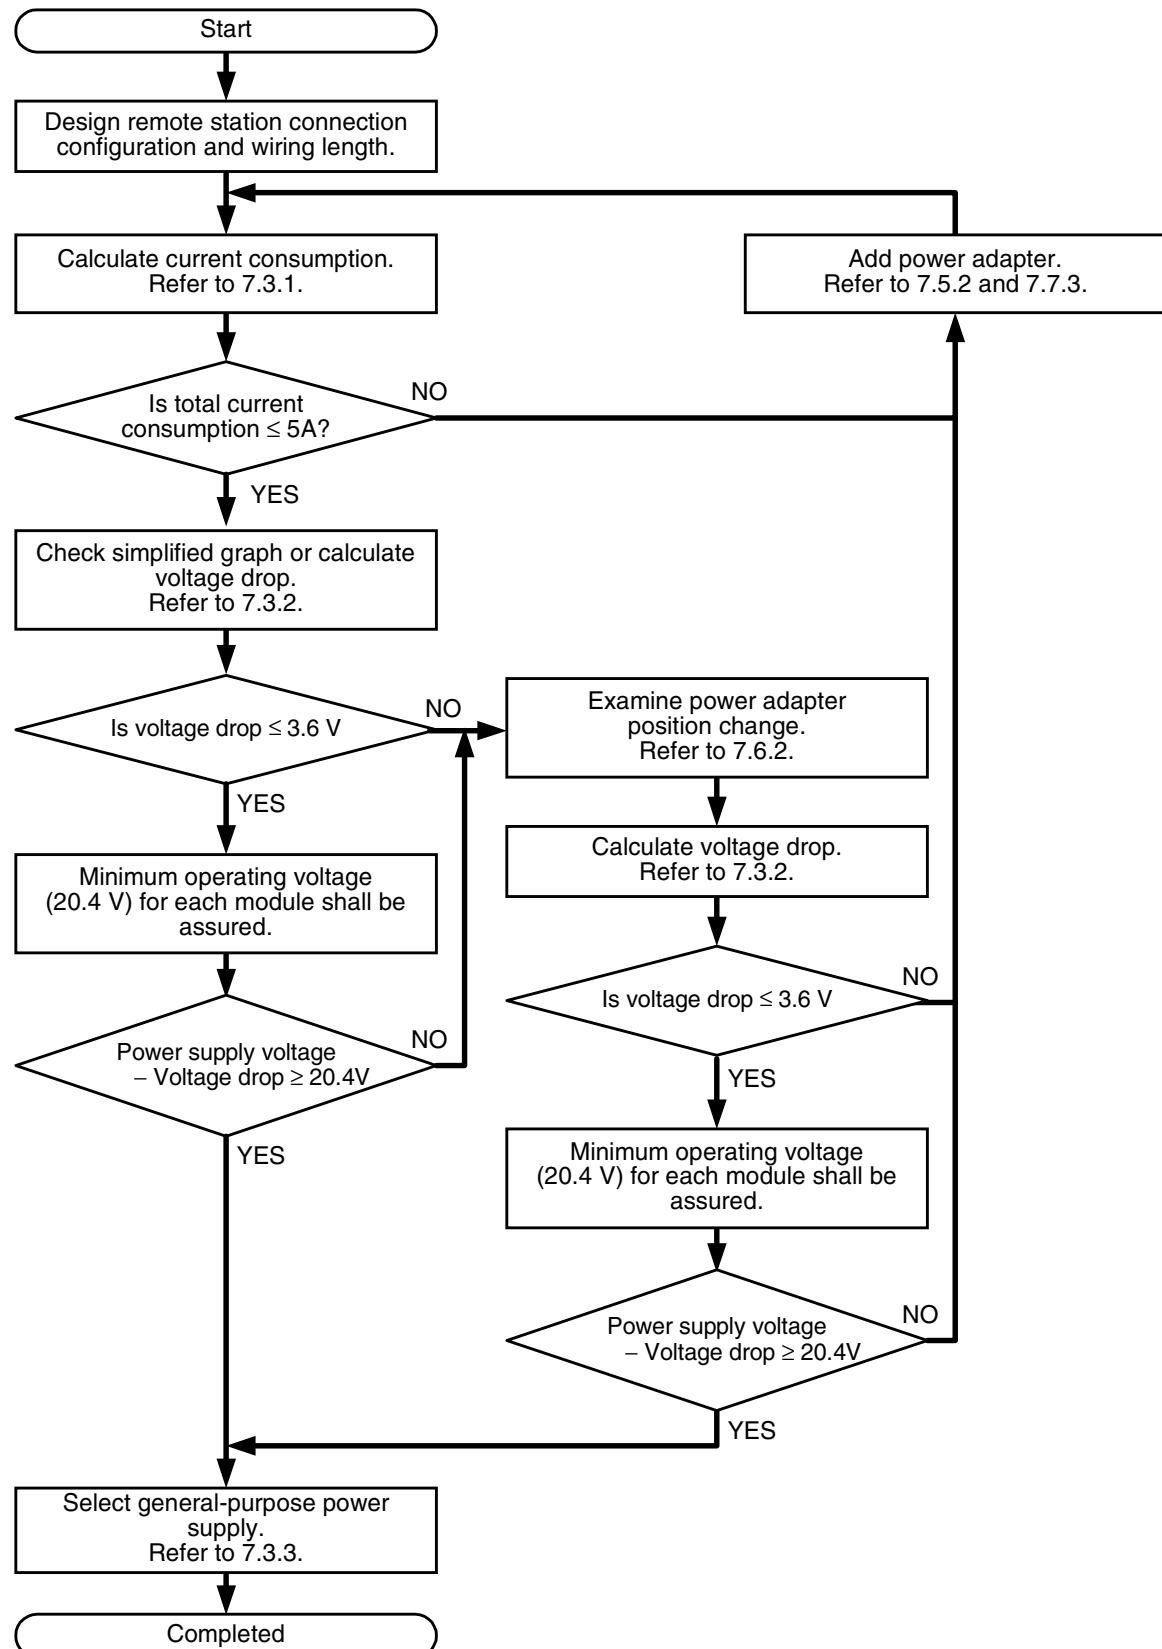 Start
Design remote station connection
configuration and wiring length.
Calculate current consumption.
Refer to 7.3.1.
Add power adapter.
Refer to 7.5.2 and 7.7.3.
Is total current
consumption ≤ 5A?
NO
YES
Check simplified graph or calculate
voltage drop.
Refer to 7.3.2.
Is voltage drop ≤ 3.6 V
NO
YES
Examine power adapter
position change.
Refer to 7.6.2.
Calculate voltage drop.
Refer to 7.3.2.
Minimum operating voltage
(20.4 V) for each module shall be
assured.
Is voltage drop ≤ 3.6 V
NO
YES
Power supply voltage
– Voltage drop ≥ 20.4V
NO
YES
Minimum operating voltage
(20.4 V) for each module shall be
assured.
Power supply voltage
– Voltage drop ≥ 20.4V
NO
YES
Select general-purpose power
supply.
Refer to 7.3.3.
Completed